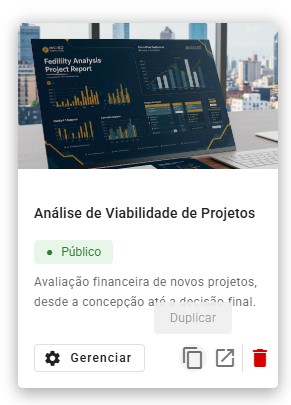 Fedillity Analysis
Project Report
Análise de Viabilidade de Projetos
Público
Avaliação financeira de novos projetos,
desde a concepção até a decisão final.
Duplicar
Gerenciar